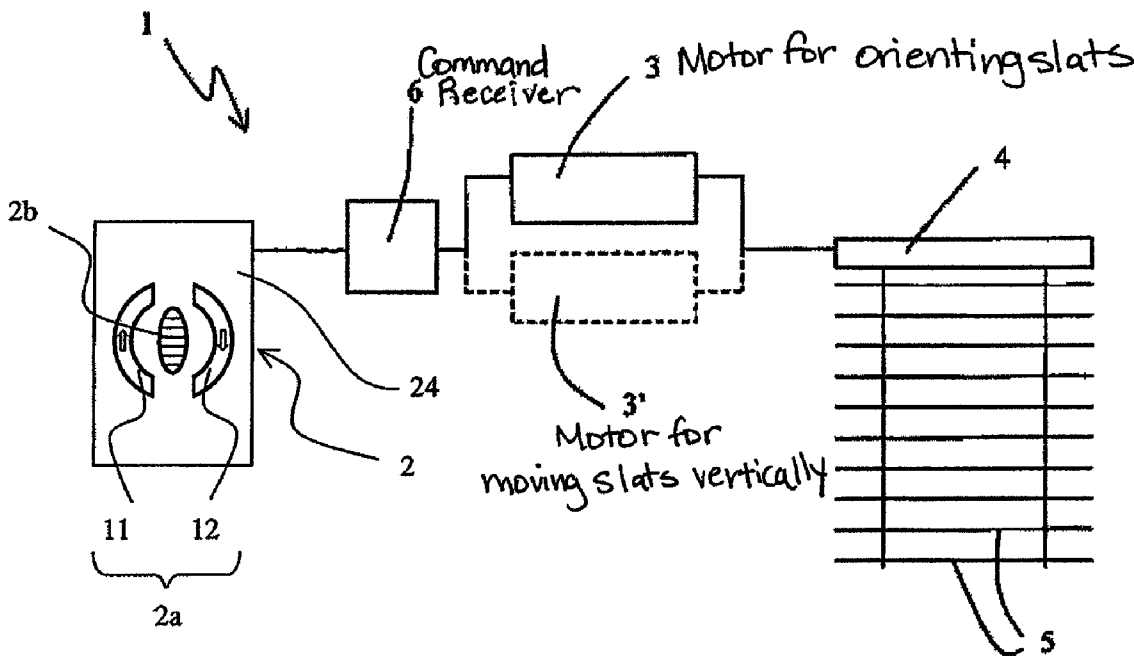 1
Command
6 Receiver
3 Motor for orienting slats
4
2b
24
3'
Motor for
moving slats vertically
2
11
12
2a
5